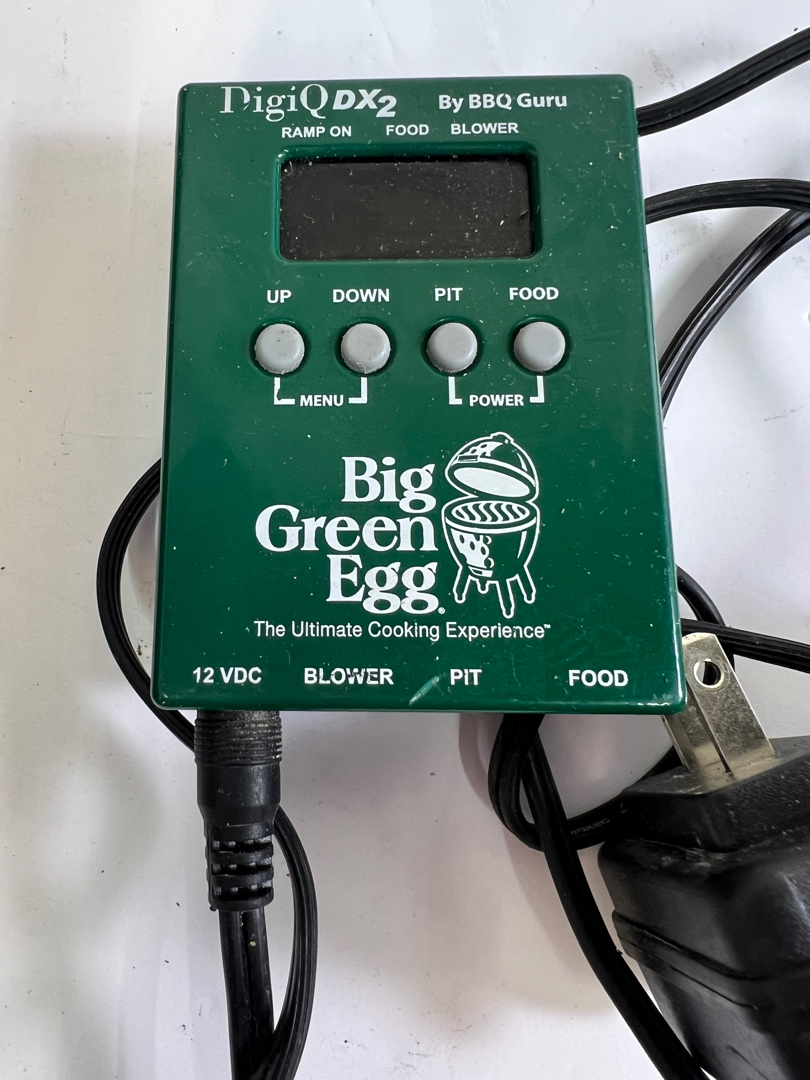 DigiQ DX2 By BBQ Guru
RAMP ON FOOD BLOWER
UP DOWN PIT FOOD
MENU POWER
Big
Green
Egg®
The Ultimate Cooking Experience™
12 VDC BLOWER PIT FOOD